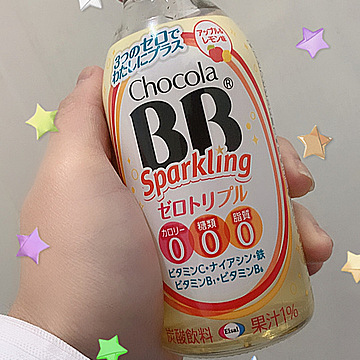 3つのゼロで
わたしにプラス
アップル&
レモン味
Chocola
BB®
Sparkling
ゼロトリプル
カロリー 糖類 脂質
0 0 0
ビタミンC・ナイアシン・鉄
ビタミンB₁・ビタミンB₆
炭酸飲料 Eisai 果汁1%